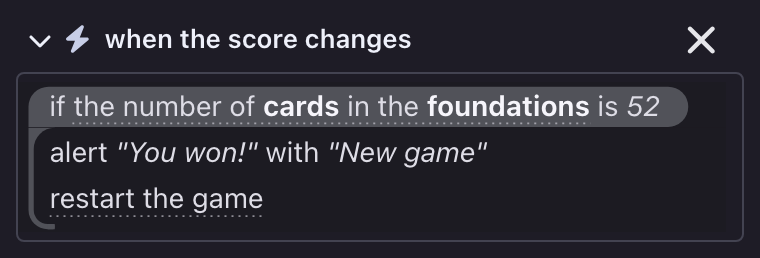 when the score changes
if the number of cards in the foundations is 52
alert "You won!" with "New game"
restart the game